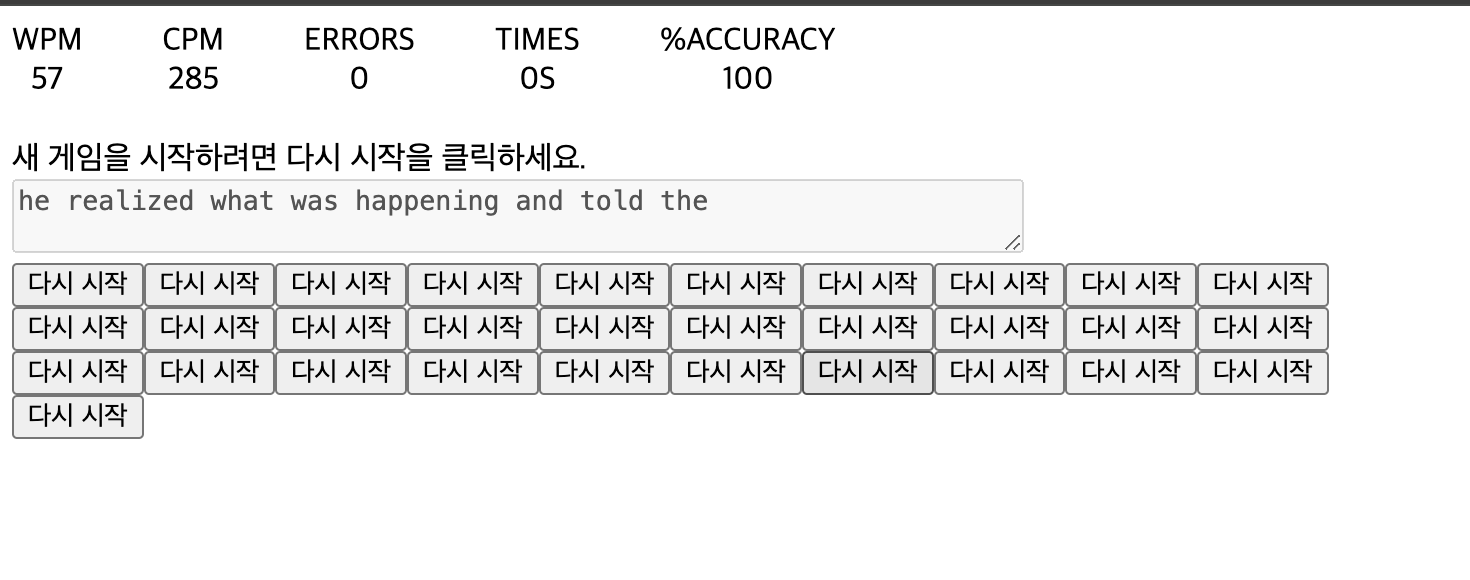 WPM CPM ERRORS TIMES %ACCURACY
57 285 0 0S 100
새 게임을 시작하려면 다시 시작을 클릭하세요.
he realized what was happening and told the
다시 시작 다시 시작 다시 시작 다시 시작 다시 시작 다시 시작 다시 시작 다시 시작 다시 시작 다시 시작
다시 시작 다시 시작 다시 시작 다시 시작 다시 시작 다시 시작 다시 시작 다시 시작 다시 시작 다시 시작
다시 시작 다시 시작 다시 시작 다시 시작 다시 시작 다시 시작 다시 시작 다시 시작 다시 시작 다시 시작
다시 시작